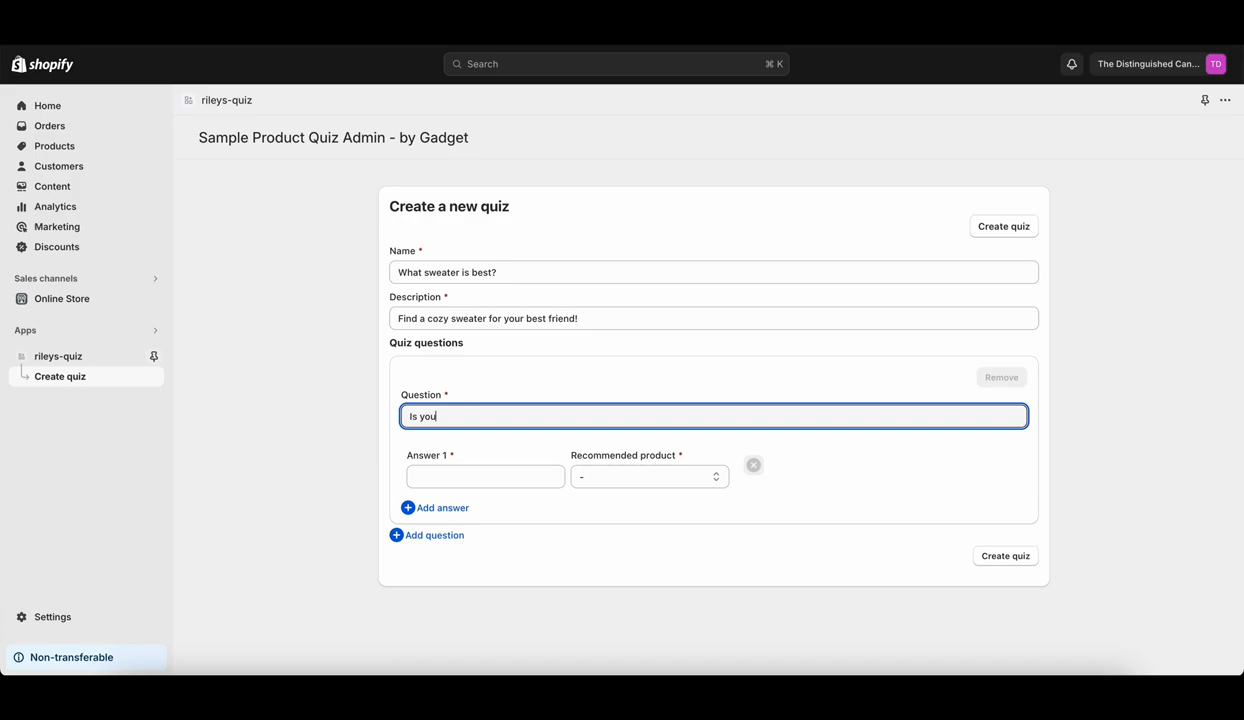 shopify
Search
⌘ K
The Distinguished Can...
TD
Home
Orders
Products
Customers
Content
Analytics
Marketing
Discounts
Sales channels
Online Store
Apps
rileys-quiz
Create quiz
Settings
Non-transferable
rileys-quiz
Sample Product Quiz Admin - by Gadget
Create a new quiz
Create quiz
Name *
What sweater is best?
Description *
Find a cozy sweater for your best friend!
Quiz questions
Remove
Question *
Is you
Answer 1 *
Recommended product *
-
Add answer
Add question
Create quiz